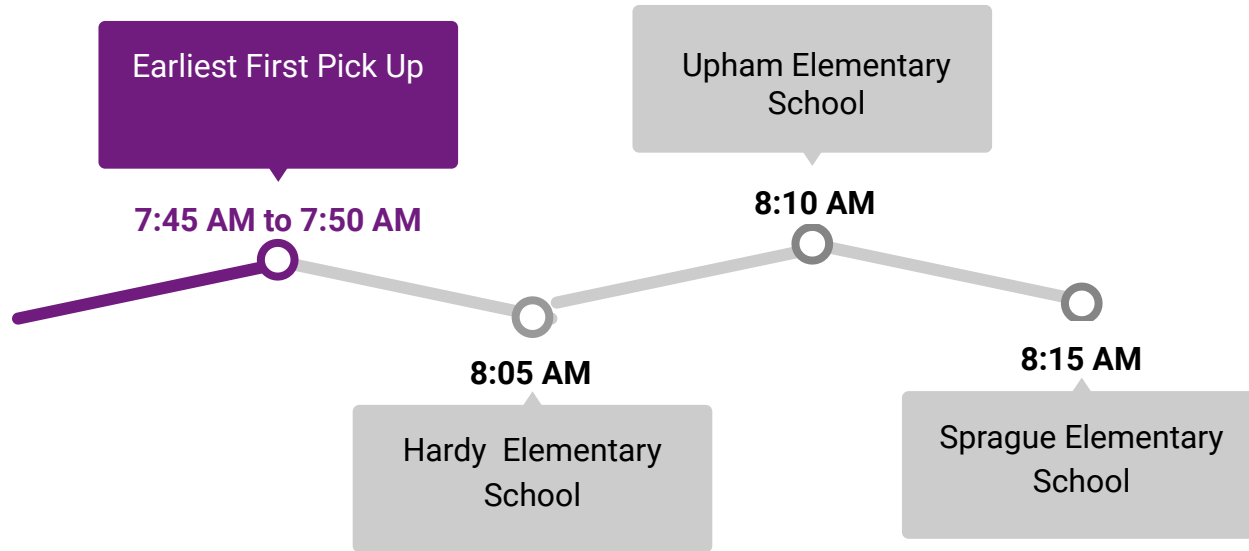 Earliest First Pick Up
7:45 AM to 7:50 AM
8:05 AM
Hardy  Elementary
School
Upham Elementary
School
8:10 AM
8:15 AM
Sprague Elementary
School